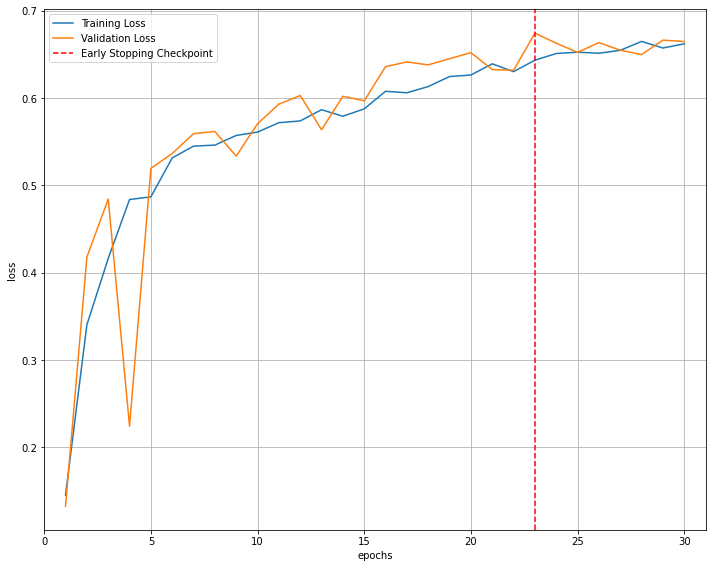 Training Loss
Validation Loss
Early Stopping Checkpoint
0.7
0.6
0.5
0.4
0.3
0.2
loss
0 5 10 15 20 25 30
epochs